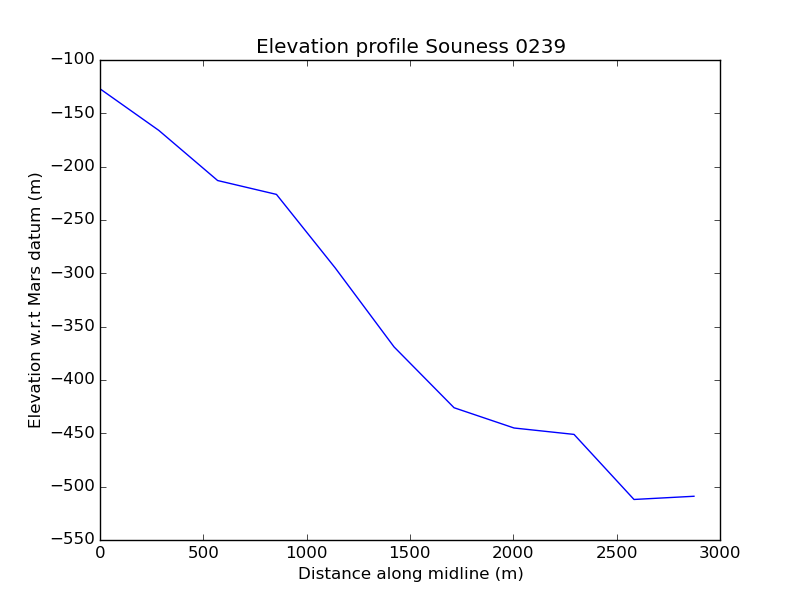 Elevation profile Souness 0239
Elevation w.r.t Mars datum (m)
−100
−150
−200
−250
−300
−350
−400
−450
−500
−550
0 500 1000 1500 2000 2500 3000
Distance along midline (m)